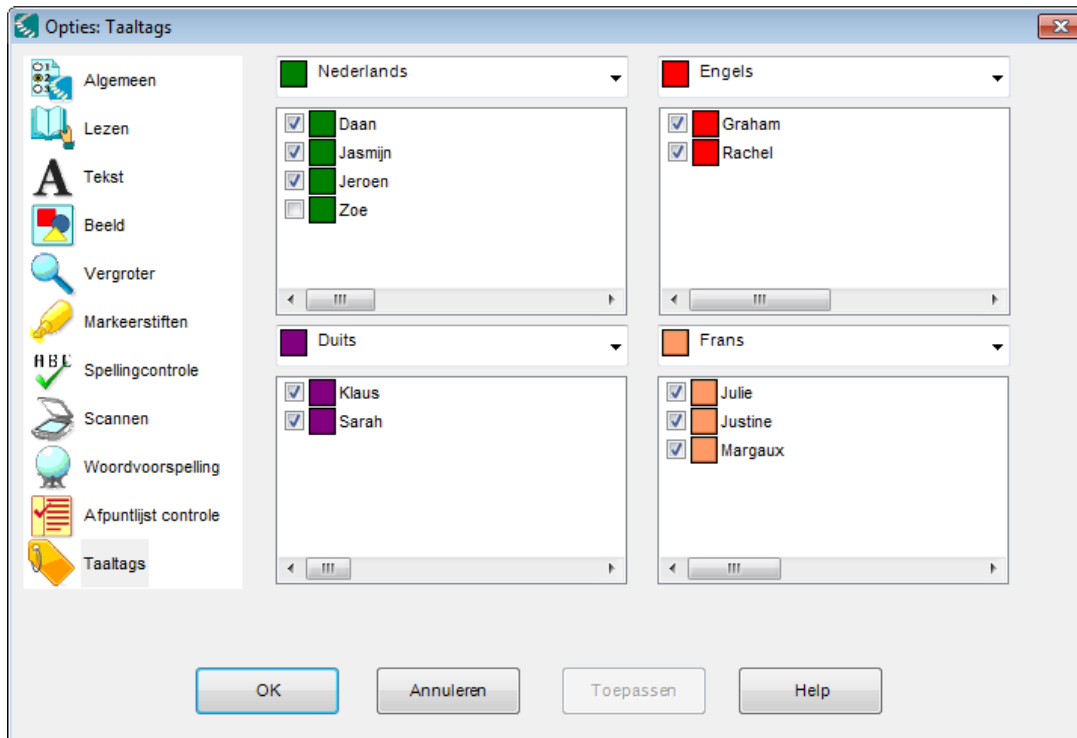 Opties: Taaltags
Algemeen
Lezen
Tekst
Beeld
Vergroter
Markeerstiften
ABC
Spellingcontrole
Scannen
Woordvoorspelling
Afpuntlijst controle
Taaltags
Nederlands
Daan
Jasmijn
Jeroen
Zoe
Engels
Graham
Rachel
Duits
Klaus
Sarah
Frans
Julie
Justine
Margaux
OK
Annuleren
Toepassen
Help